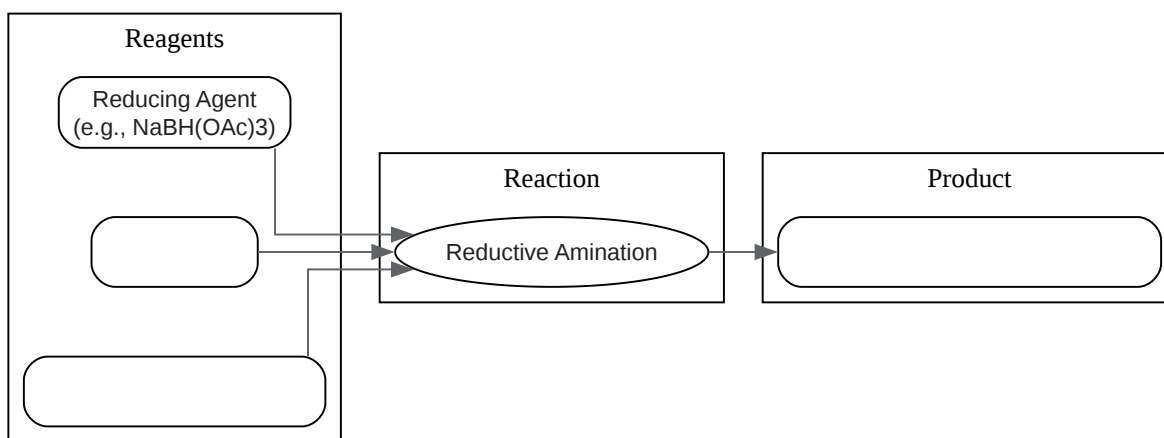 Reagents
Reducing Agent
(e.g., NaBH(OAc)3)
Reaction
Reductive Amination
Product